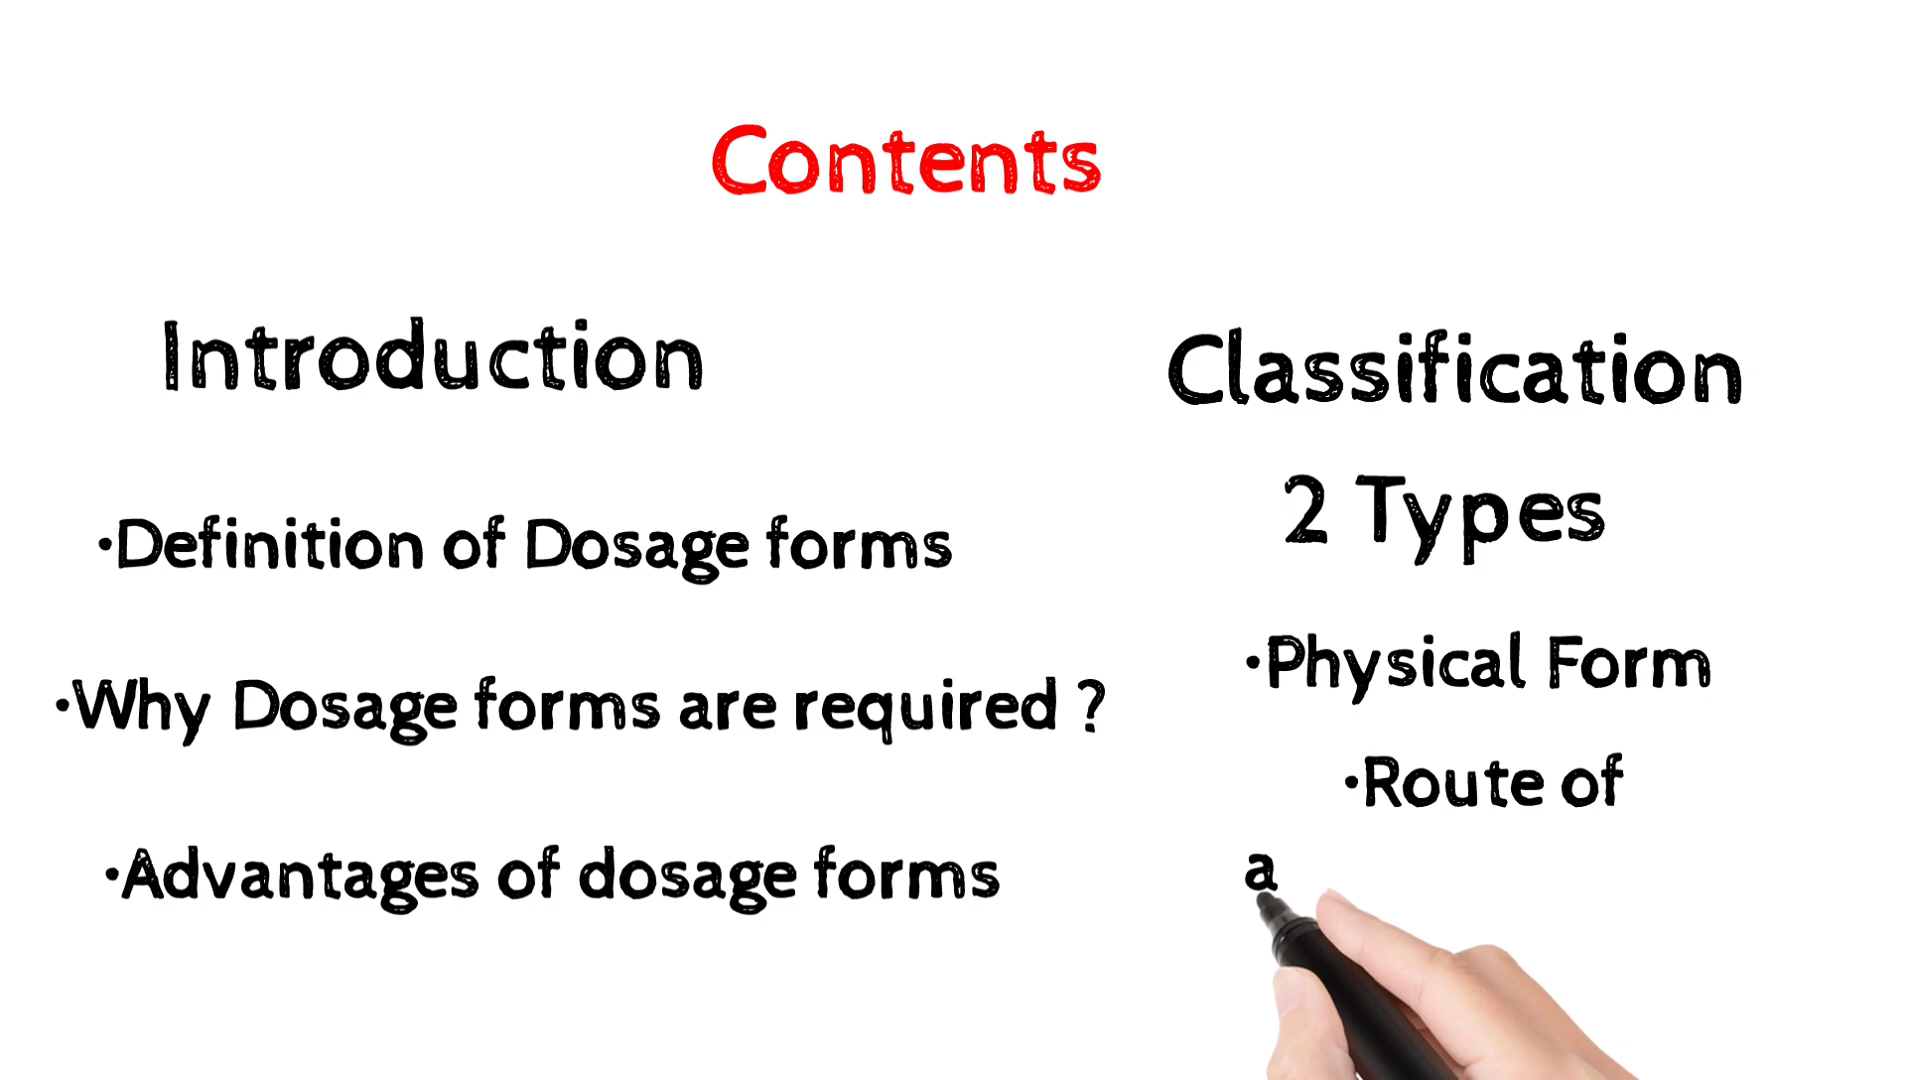 Contents
Introduction
•Definition of Dosage forms
•Why Dosage forms are required ?
•Advantages of dosage forms
Classification
2 Types
•Physical Form
•Route of
a